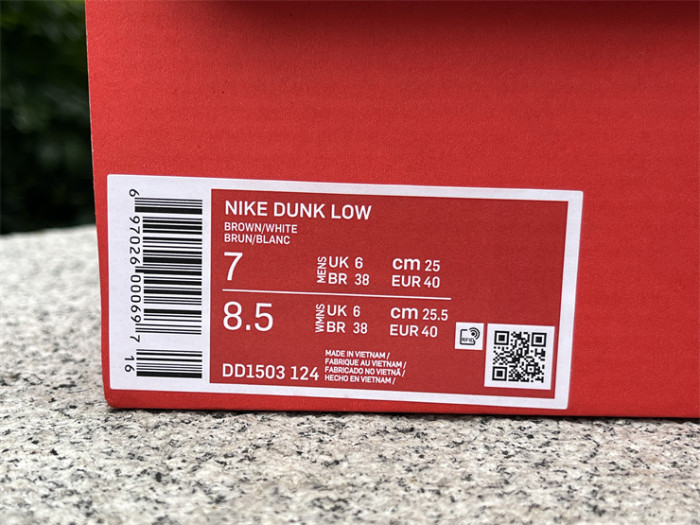 6 97026 00069 7 16
NIKE DUNK LOW
BROWN/WHITE
BRUN/BLANC
7
MENS
UK 6
BR 38
cm 25
EUR 40
8.5
WMNS
UK 6
BR 38
cm 25.5
EUR 40
RFID
DD1503 124
MADE IN VIETNAM /
FABRIQUE AU VIETNAM /
FABRICADO NO VIETNÃ /
HECHO EN VIETNAM /